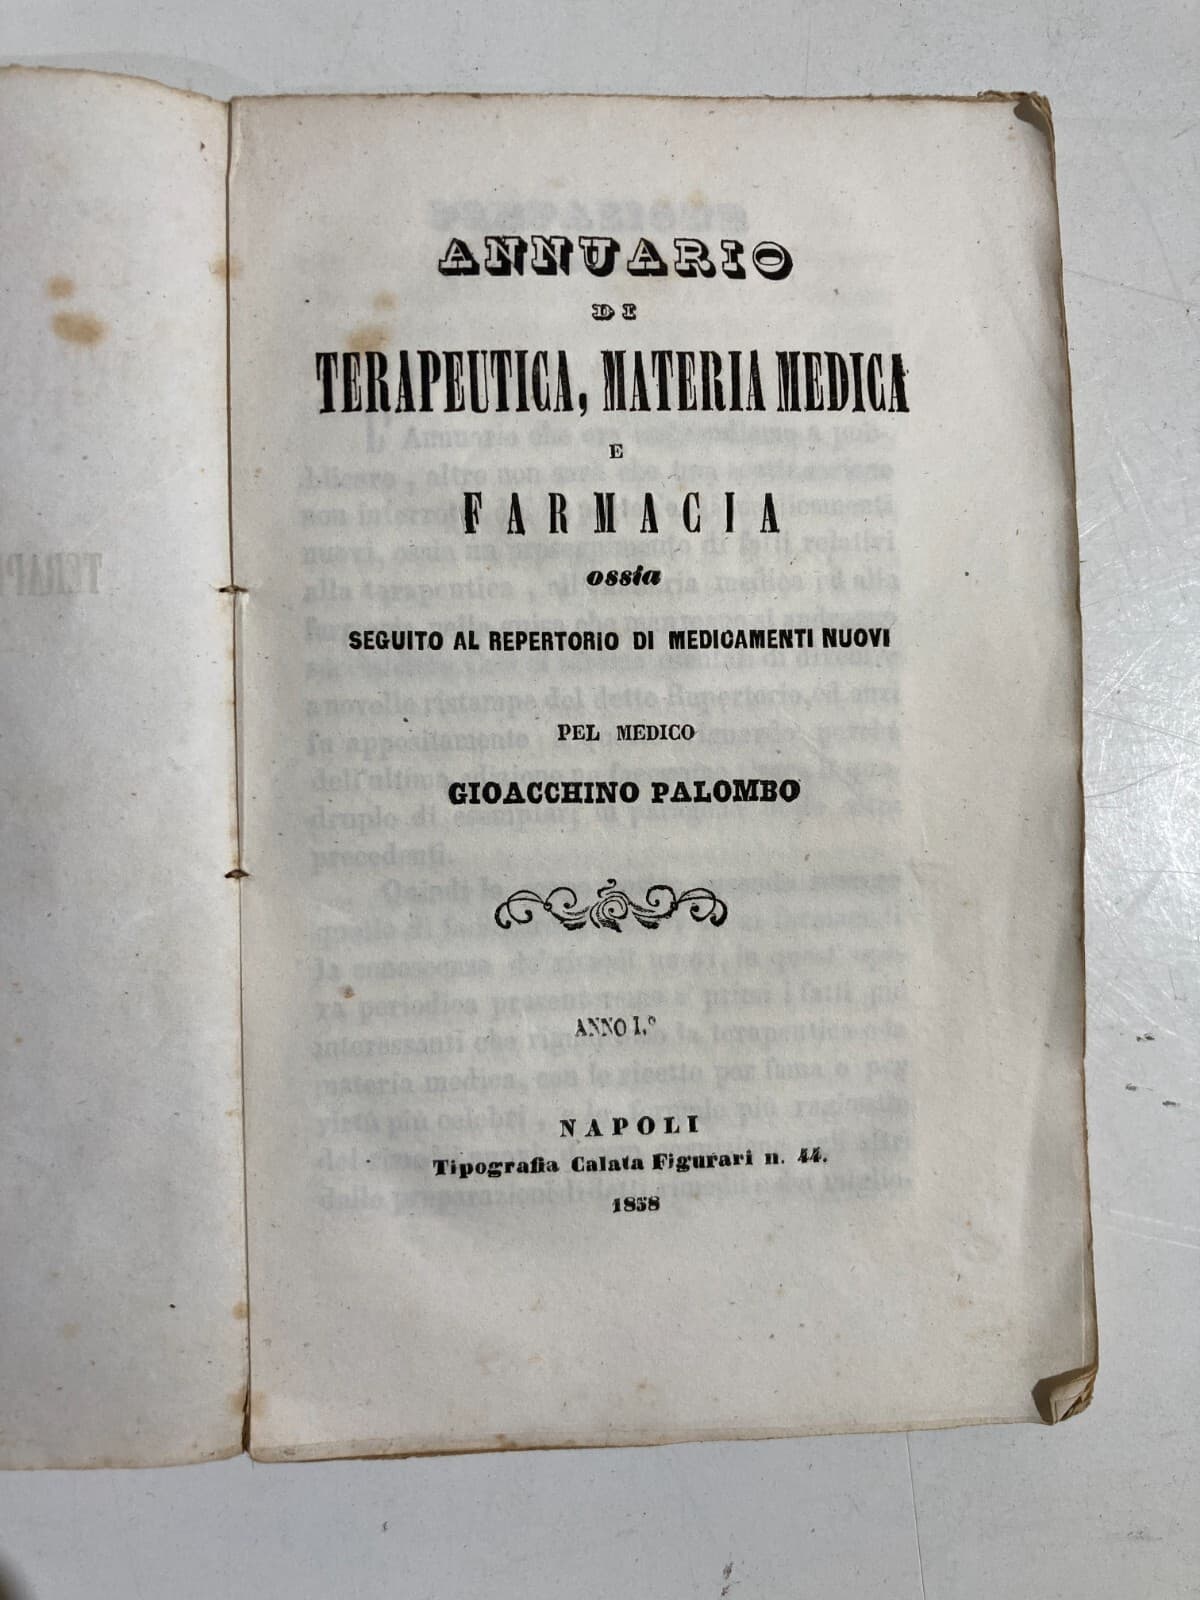 ANNUARIO
DI
TERAPEUTICA, MATERIA MEDICA
E
FARMACIA
ossia
SEGUITO AL REPERTORIO DI MEDICAMENTI NUOVI
PEL MEDICO
GIOACCHINO PALOMBO
ANNO I.°
NAPOLI
Tipografia Calata Figurari n. 44.
1858